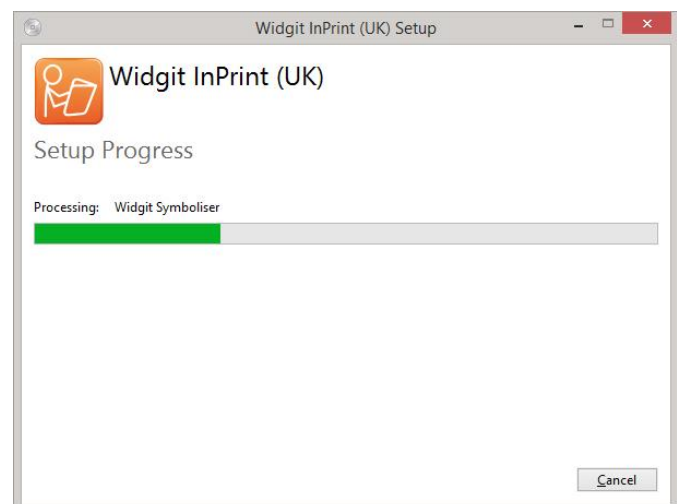 Widgit InPrint (UK) Setup
Widgit InPrint (UK)
Setup Progress
Processing: Widgit Symboliser
Cancel